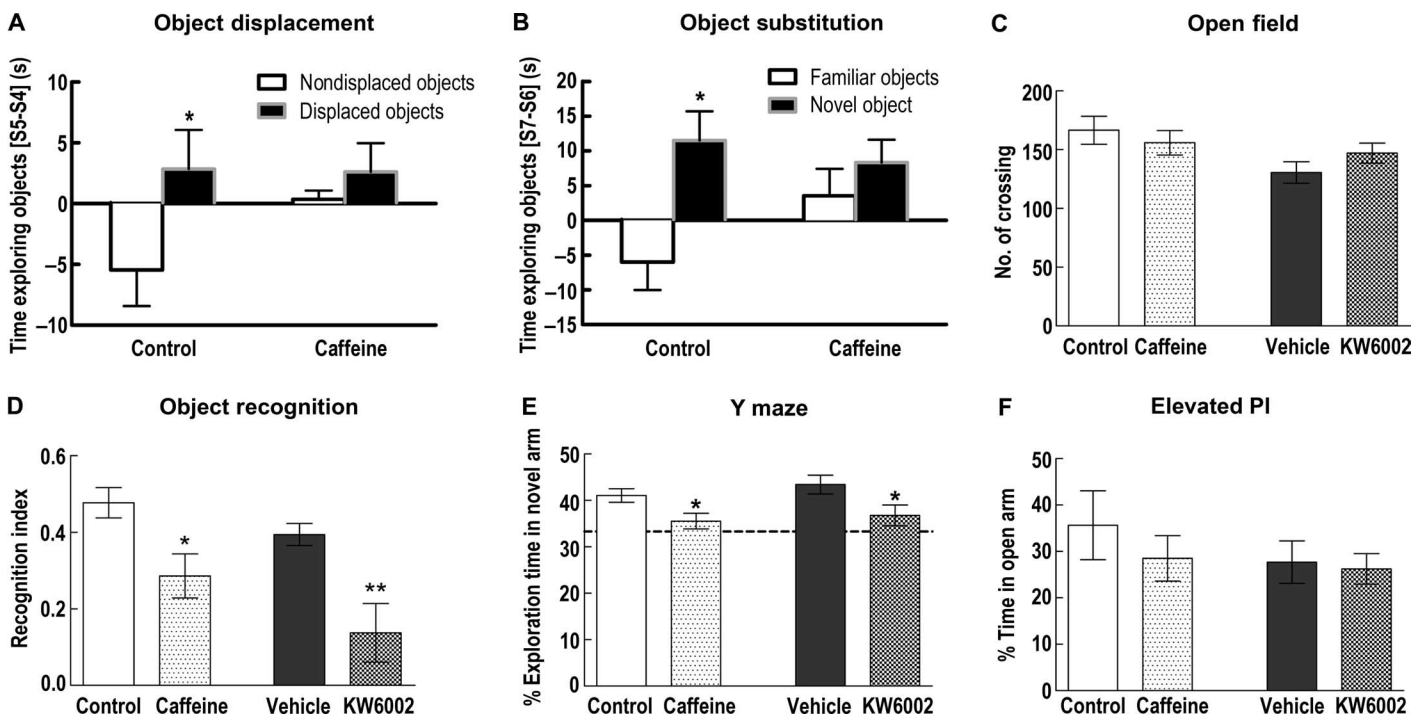 A Object displacement
Time exploring objects [S5-S4] (s)
10
5
0
–5
–10
Nondisplaced objects
Displaced objects
*
Control Caffeine
B Object substitution
Time exploring objects [S7-S6] (s)
20
15
10
5
0
–5
–10
–15
Familiar objects
Novel object
*
Control Caffeine
C Open field
No. of crossing
200
150
100
50
0
Control Caffeine Vehicle KW6002
D Object recognition
Recognition index
0.6
0.4
0.2
0.0
*
**
Control Caffeine Vehicle KW6002
E Y maze
% Exploration time in novel arm
50
40
30
20
10
0
*
*
Control Caffeine Vehicle KW6002
F Elevated PI
% Time in open arm
50
40
30
20
10
0
Control Caffeine Vehicle KW6002